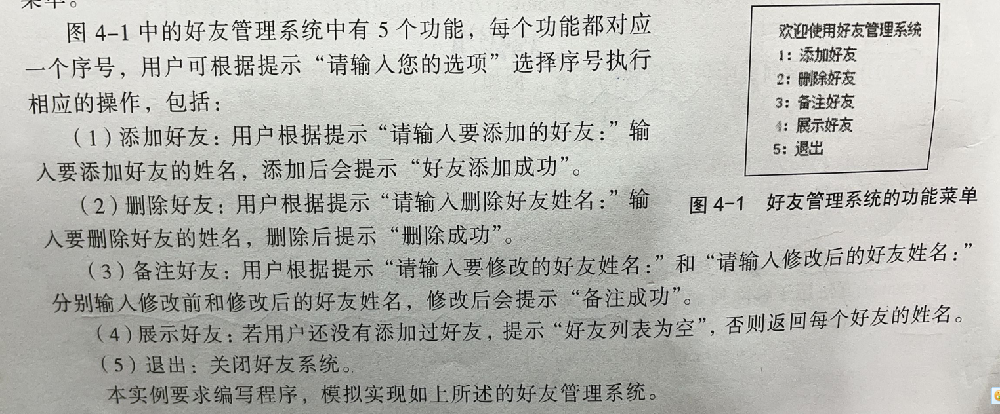 菜单。
图 4-1 中的好友管理系统中有 5 个功能，每个功能都对应
一个序号，用户可根据提示“请输入您的选项”选择序号执行
相应的操作，包括：
（1）添加好友：用户根据提示“请输入要添加的好友：”输
入要添加好友的姓名，添加后会提示“好友添加成功”。
（2）删除好友：用户根据提示“请输入删除好友姓名：”输
入要删除好友的姓名，删除后提示“删除成功”。
（3）备注好友：用户根据提示“请输入要修改的好友姓名：”和“请输入修改后的好友姓名：”
分别输入修改前和修改后的好友姓名，修改后会提示“备注成功”。
（4）展示好友：若用户还没有添加过好友，提示“好友列表为空”，否则返回每个好友的姓名。
（5）退出：关闭好友系统。
本实例要求编写程序，模拟实现如上所述的好友管理系统。
欢迎使用好友管理系统
1：添加好友
2：删除好友
3：备注好友
4：展示好友
5：退出
图 4-1 好友管理系统的功能菜单